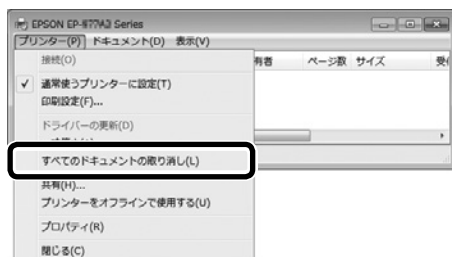 EPSON EP-977A3 Series
プリンター(P) ドキュメント(D) 表示(V)
接続(O)
有者 ページ数 サイズ 受
✓ 通常使うプリンターに設定(T)
印刷設定(F)...
ドライバーの更新(D)
すべてのドキュメントの取り消し(L)
共有(H)...
プリンターをオフラインで使用する(U)
プロパティ(R)
閉じる(C)